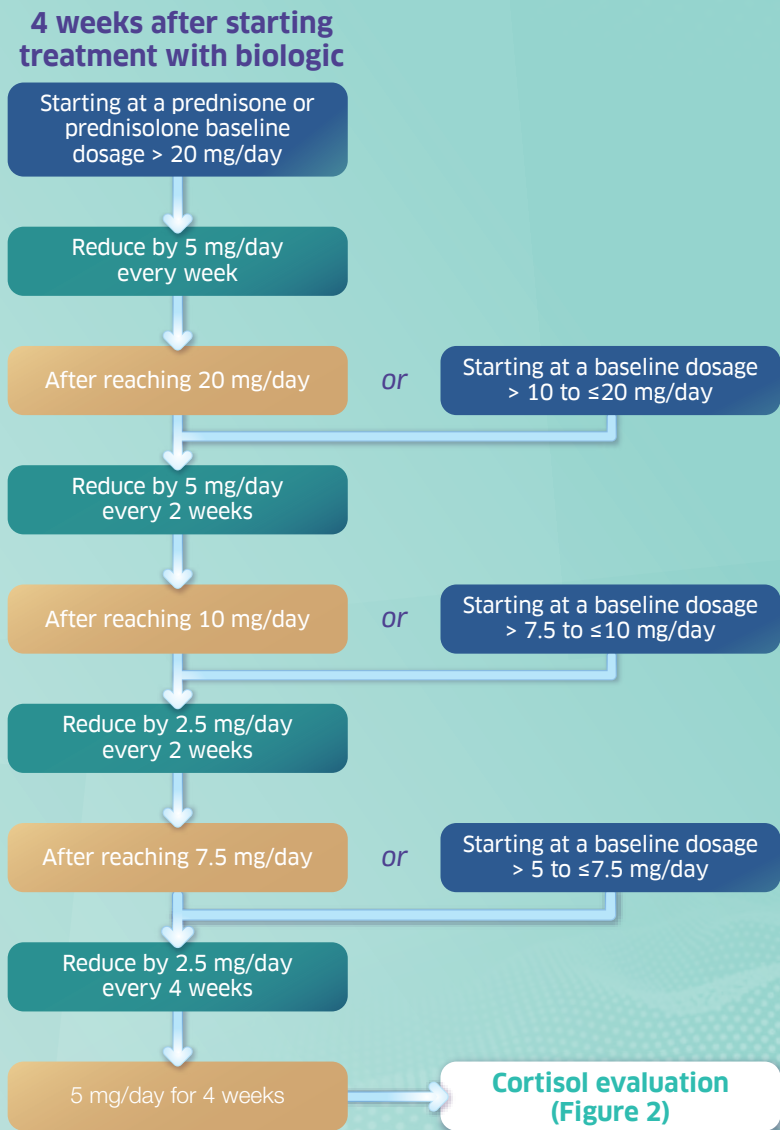 4 weeks after starting
treatment with biologic
Starting at a prednisone or
prednisolone baseline
dosage > 20 mg/day
Reduce by 5 mg/day
every week
After reaching 20 mg/day
or
Starting at a baseline dosage
> 10 to ≤20 mg/day
Reduce by 5 mg/day
every 2 weeks
After reaching 10 mg/day
or
Starting at a baseline dosage
> 7.5 to ≤10 mg/day
Reduce by 2.5 mg/day
every 2 weeks
After reaching 7.5 mg/day
or
Starting at a baseline dosage
> 5 to ≤7.5 mg/day
Reduce by 2.5 mg/day
every 4 weeks
5 mg/day for 4 weeks
Cortisol evaluation
(Figure 2)